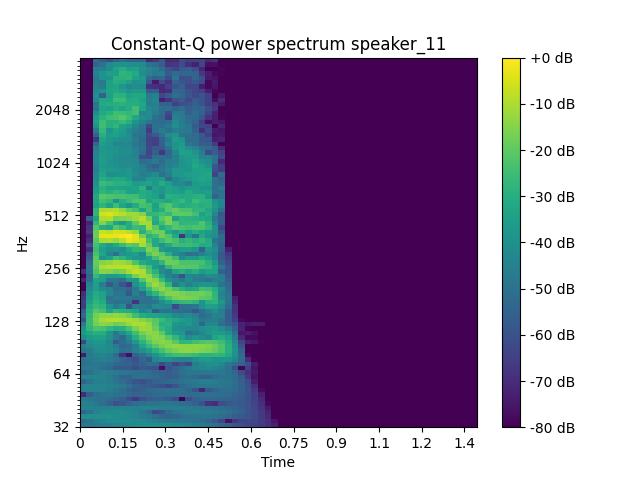 Constant-Q power spectrum speaker_11
+0 dB
-10 dB
-20 dB
-30 dB
-40 dB
-50 dB
-60 dB
-70 dB
-80 dB
2048
1024
512
256
128
64
32
Hz
0 0.15 0.3 0.45 0.6 0.75 0.9 1.1 1.2 1.4
Time